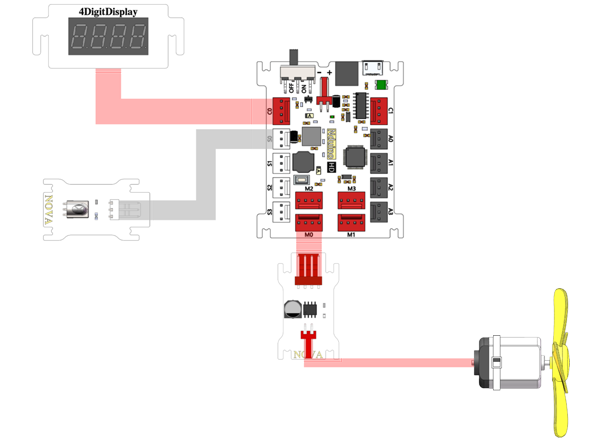 4DigitDisplay
8888
OFF
ON
- +
C0
C1
S0
A0
S1
A1
S2
A2
S3
A3
M2
M3
M0
M1
NOVA
NOVA